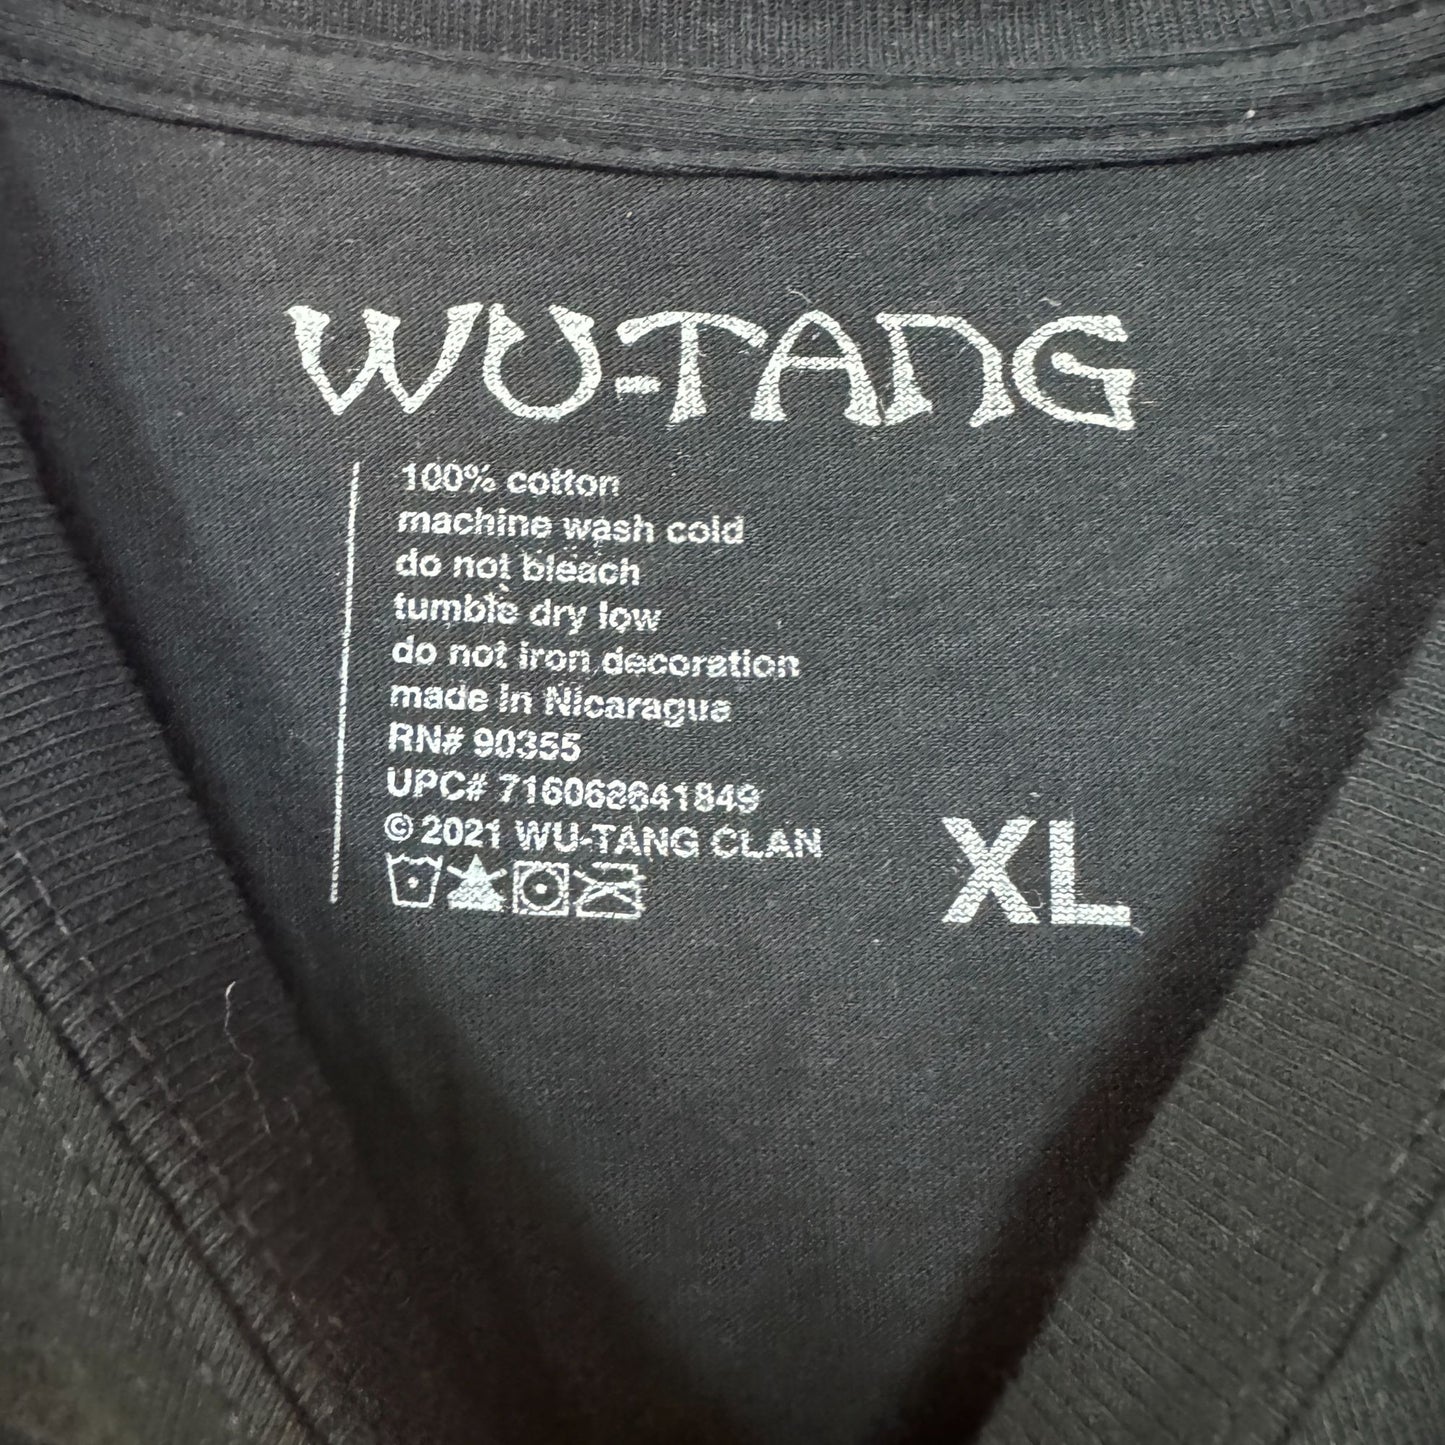 WU-TANG
100% cotton
machine wash cold
do not bleach
tumble dry low
do not iron decoration
made in Nicaragua
RN# 90355
UPC# 716068641849
© 2021 WU-TANG CLAN
XL